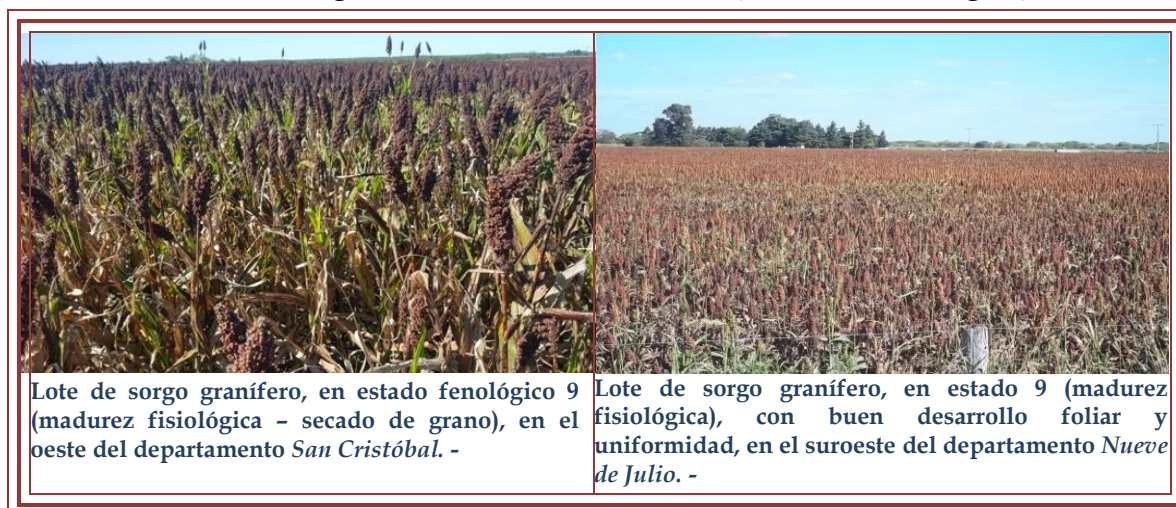 Lote de sorgo granífero, en estado fenológico 9
(madurez fisiológica – secado de grano), en el
oeste del departamento San Cristóbal. -
Lote de sorgo granífero, en estado 9 (madurez
fisiológica), con buen desarrollo foliar y
uniformidad, en el suroeste del departamento Nueve
de Julio. -